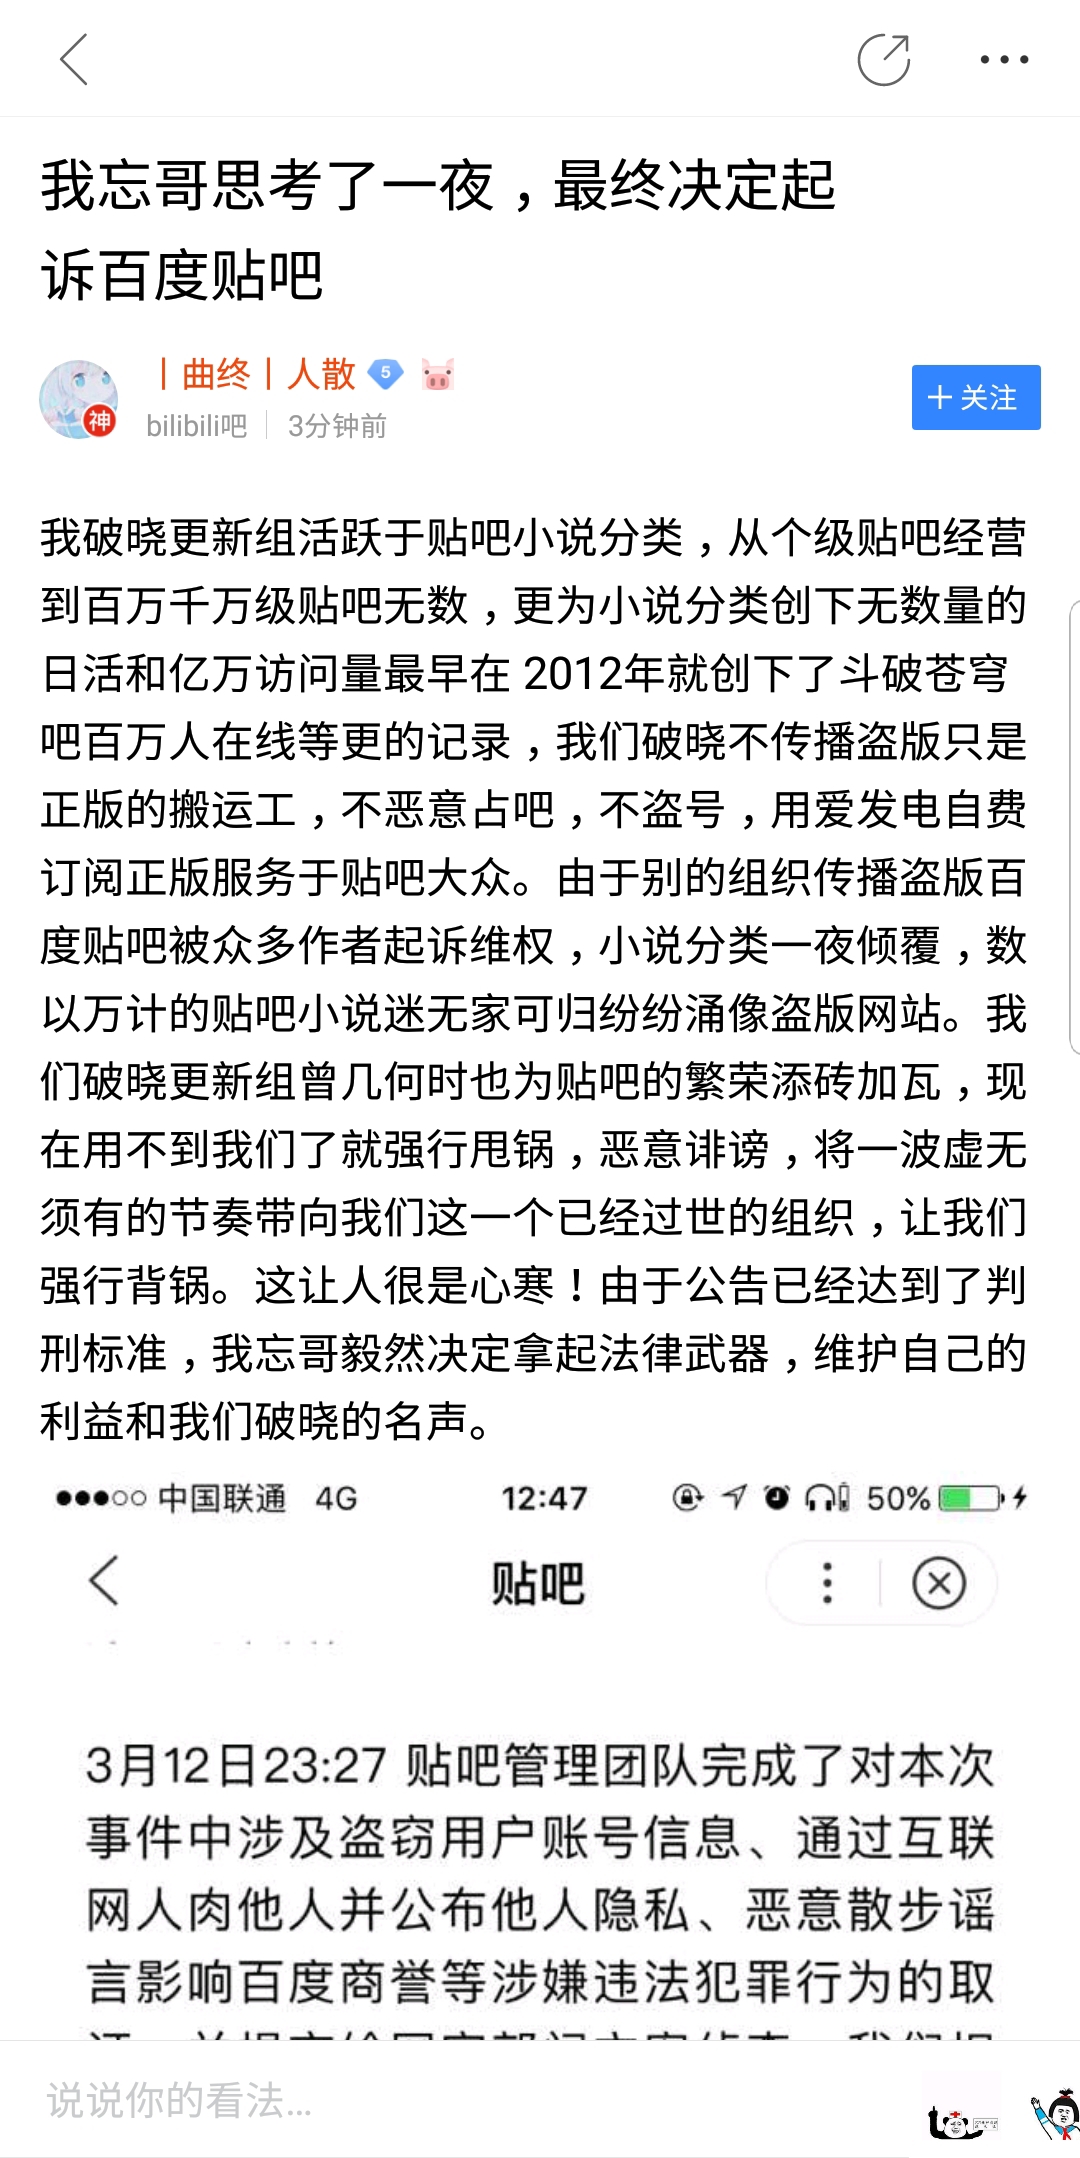 我忘哥思考了一夜，最终决定起
诉百度贴吧
丨曲终丨人散 5
神
bilibili吧 3分钟前
关注
我破晓更新组活跃于贴吧小说分类，从个级贴吧经营
到百万千万级贴吧无数，更为小说分类创下无数量的
日活和亿万访问量最早在 2012年就创下了斗破苍穹
吧百万人在线等更的记录，我们破晓不传播盗版只是
正版的搬运工，不恶意占吧，不盗号，用爱发电自费
订阅正版服务于贴吧大众。由于别的组织传播盗版百
度贴吧被众多作者起诉维权，小说分类一夜倾覆，数
以万计的贴吧小说迷无家可归纷纷涌像盗版网站。我
们破晓更新组曾几何时也为贴吧的繁荣添砖加瓦，现
在用不到我们了就强行甩锅，恶意诽谤，将一波虚无
须有的节奏带向我们这一个已经过世的组织，让我们
强行背锅。这让人很是心寒！由于公告已经达到了判
刑标准，我忘哥毅然决定拿起法律武器，维护自己的
利益和我们破晓的名声。
中国联通 4G 12:47 50%
贴吧
3月12日23:27 贴吧管理团队完成了对本次
事件中涉及盗窃用户账号信息、通过互联
网人肉他人并公布他人隐私、恶意散步谣
言影响百度商誉等涉嫌违法犯罪行为的取
说说你的看法...